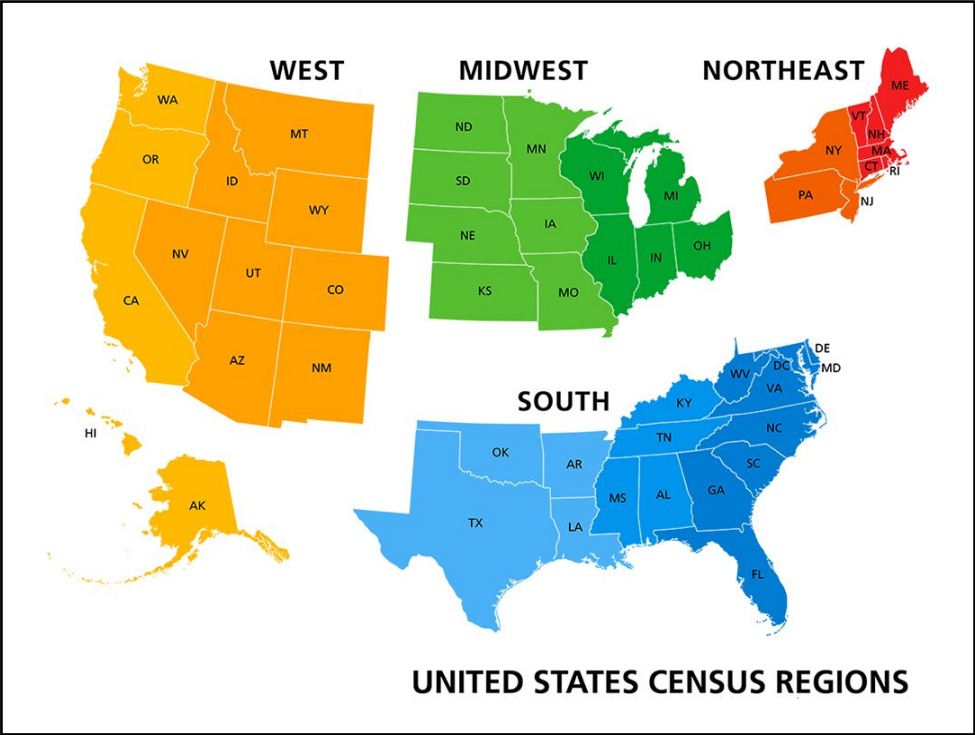 WEST
MIDWEST
NORTHEAST
WA
MT
OR
ID
WY
NV
UT
CO
CA
AZ
NM
HI
AK
ND
MN
SD
WI
MI
NE
IA
IL
IN
OH
KS
MO
ME
VT
NH
NY
MA
CT
RI
PA
NJ
SOUTH
DE
DC
MD
WV
VA
KY
NC
TN
OK
AR
SC
MS
AL
GA
TX
LA
FL
UNITED STATES CENSUS REGIONS